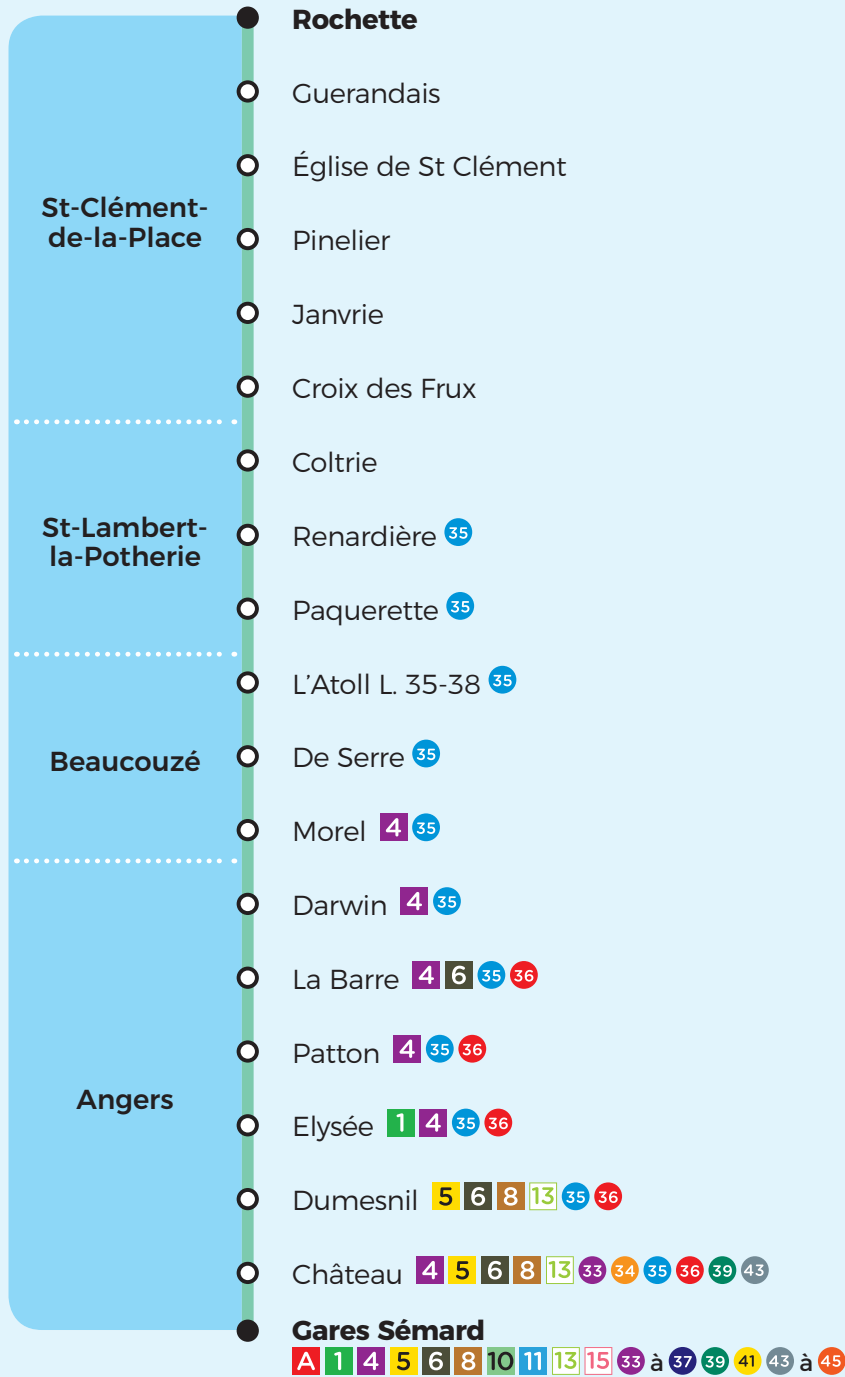 Rochette
Guerandais
Église de St Clément
St-Clément-
de-la-Place
Pinelier
Janvrie
Croix des Frux
Coltrie
St-Lambert-
la-Potherie
Renardière 35
Paquerette 35
L'Atoll L. 35-38 35
Beaucouzé
De Serre 35
Morel 4 35
Darwin 4 35
La Barre 4 6 35 36
Patton 4 35 36
Angers
Elysée 1 4 35 36
Dumesnil 5 6 8 13 35 36
Château 4 5 6 8 13 33 34 35 36 39 43
Gares Sémard
A 1 4 5 6 8 10 11 13 15 33 à 37 39 41 43 à 45